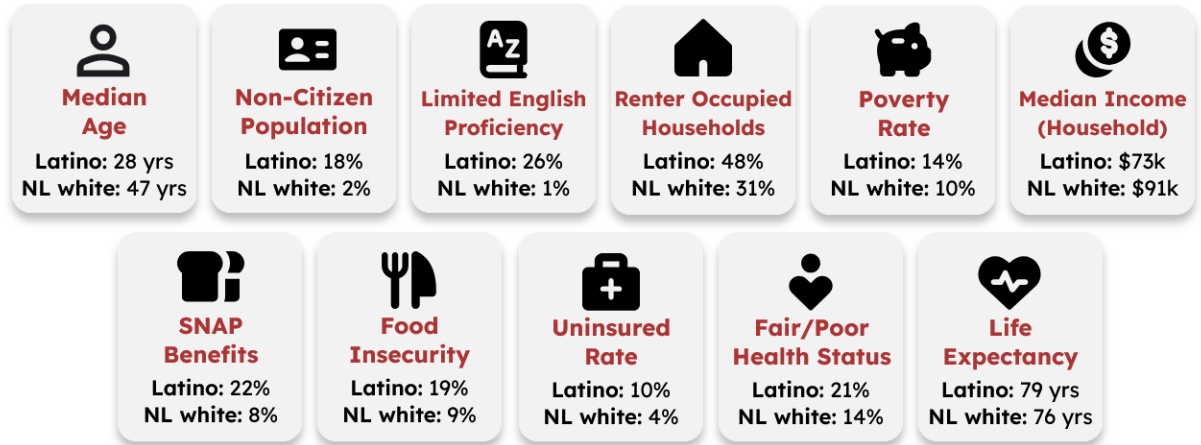 A Z
$
Median
Age
Latino: 28 yrs
NL white: 47 yrs
Non-Citizen
Population
Latino: 18%
NL white: 2%
Limited English
Proficiency
Latino: 26%
NL white: 1%
Renter Occupied
Households
Latino: 48%
NL white: 31%
Poverty
Rate
Latino: 14%
NL white: 10%
Median Income
(Household)
Latino: $73k
NL white: $91k
SNAP
Benefits
Latino: 22%
NL white: 8%
Food
Insecurity
Latino: 19%
NL white: 9%
Uninsured
Rate
Latino: 10%
NL white: 4%
Fair/Poor
Health Status
Latino: 21%
NL white: 14%
Life
Expectancy
Latino: 79 yrs
NL white: 76 yrs